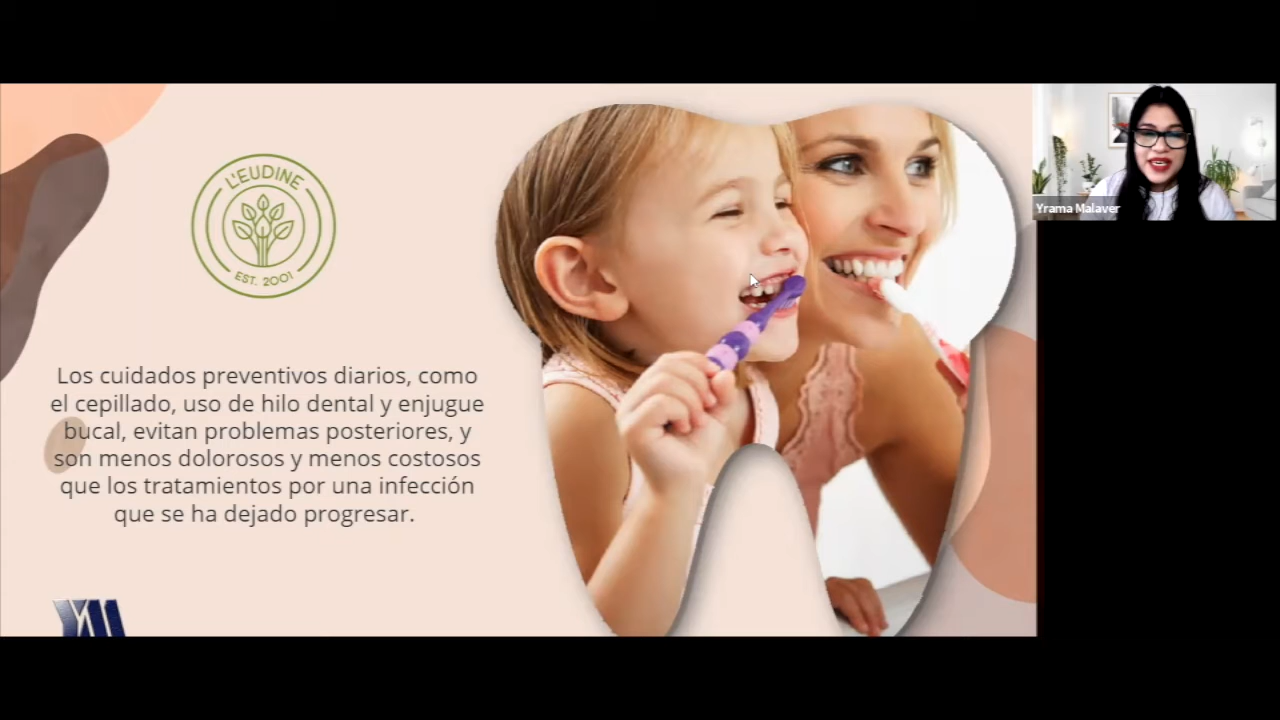 L'EUDINE
EST. 2001
Yrama Malaver
Los cuidados preventivos diarios, como
el cepillado, uso de hilo dental y enjugue
bucal, evitan problemas posteriores, y
son menos dolorosos y menos costosos
que los tratamientos por una infección
que se ha dejado progresar.